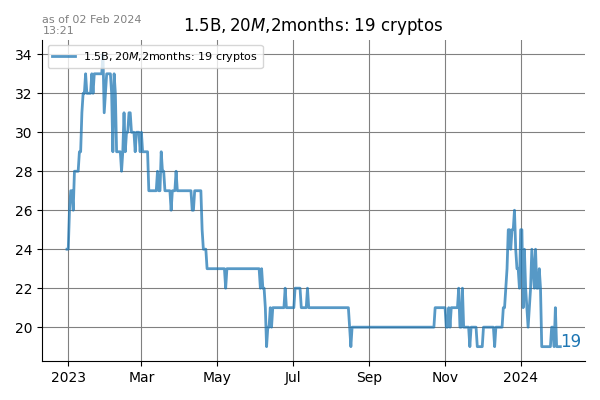 as of 02 Feb 2024
13:21
1.5B, 20M,2months: 19 cryptos
1.5B, 20M,2months: 19 cryptos
34
32
30
28
26
24
22
20
19
2023
Mar
May
Jul
Sep
Nov
2024